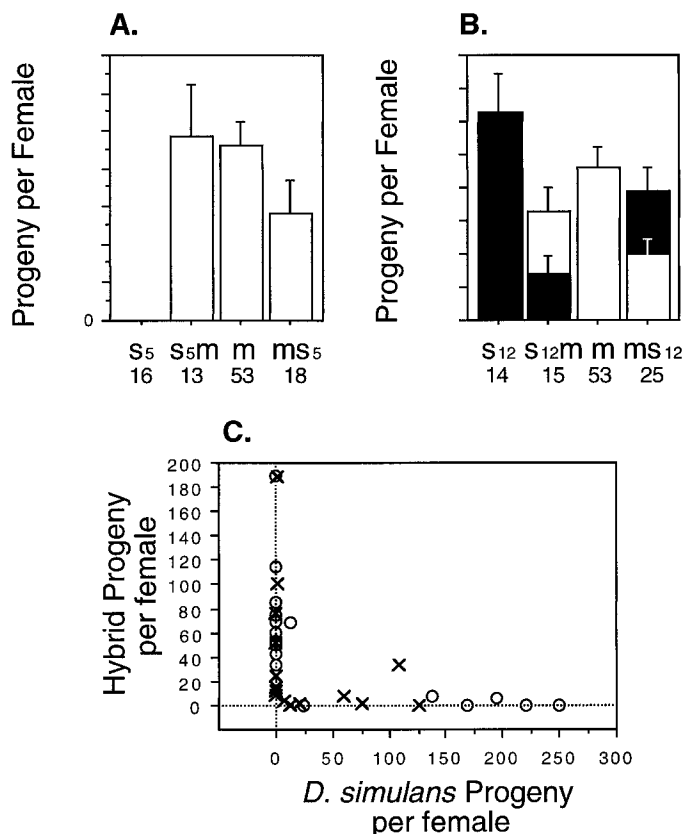 A.
Progeny per Female
0
s5 s5m m ms5
16 13 53 18
B.
Progeny per Female
s12 s12m m ms12
14 15 53 25
C.
Hybrid Progeny
per female
200
180
160
140
120
100
80
60
40
20
0
0 50 100 150 200 250 300
D. simulans Progeny
per female